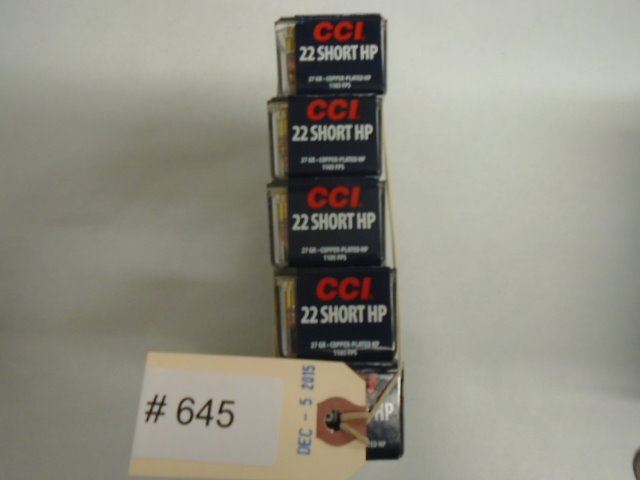 CCI
22 SHORT HP
27 GR - COPPER-PLATED HP
1105 FPS
CCI
22 SHORT HP
27 GR - COPPER-PLATED HP
1105 FPS
CCI
22 SHORT HP
27 GR - COPPER-PLATED HP
1105 FPS
CCI
22 SHORT HP
27 GR - COPPER-PLATED HP
1105 FPS
HP
# 645
DEC - 5 2015